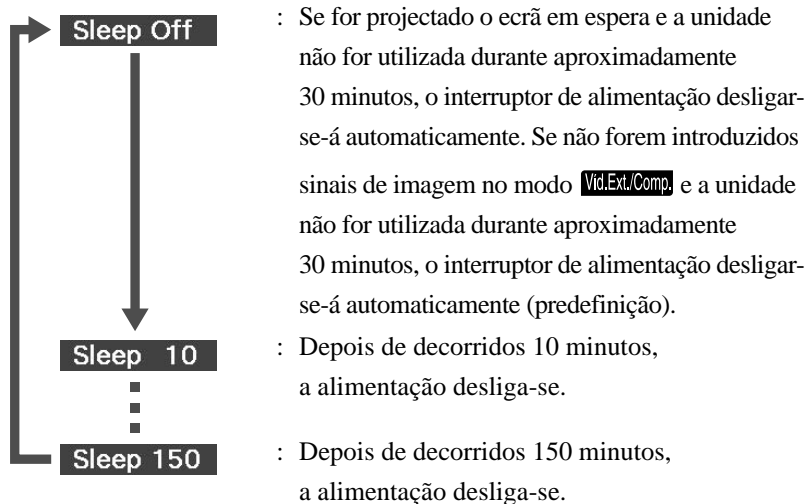 Sleep Off : Se for projectado o ecrã em espera e a unidade
não for utilizada durante aproximadamente
30 minutos, o interruptor de alimentação desligar-
se-á automaticamente. Se não forem introduzidos
sinais de imagem no modo Vid.Ext./Comp. e a unidade
não for utilizada durante aproximadamente
30 minutos, o interruptor de alimentação desligar-
se-á automaticamente (predefinição).
Sleep 10 : Depois de decorridos 10 minutos,
a alimentação desliga-se.
Sleep 150 : Depois de decorridos 150 minutos,
a alimentação desliga-se.